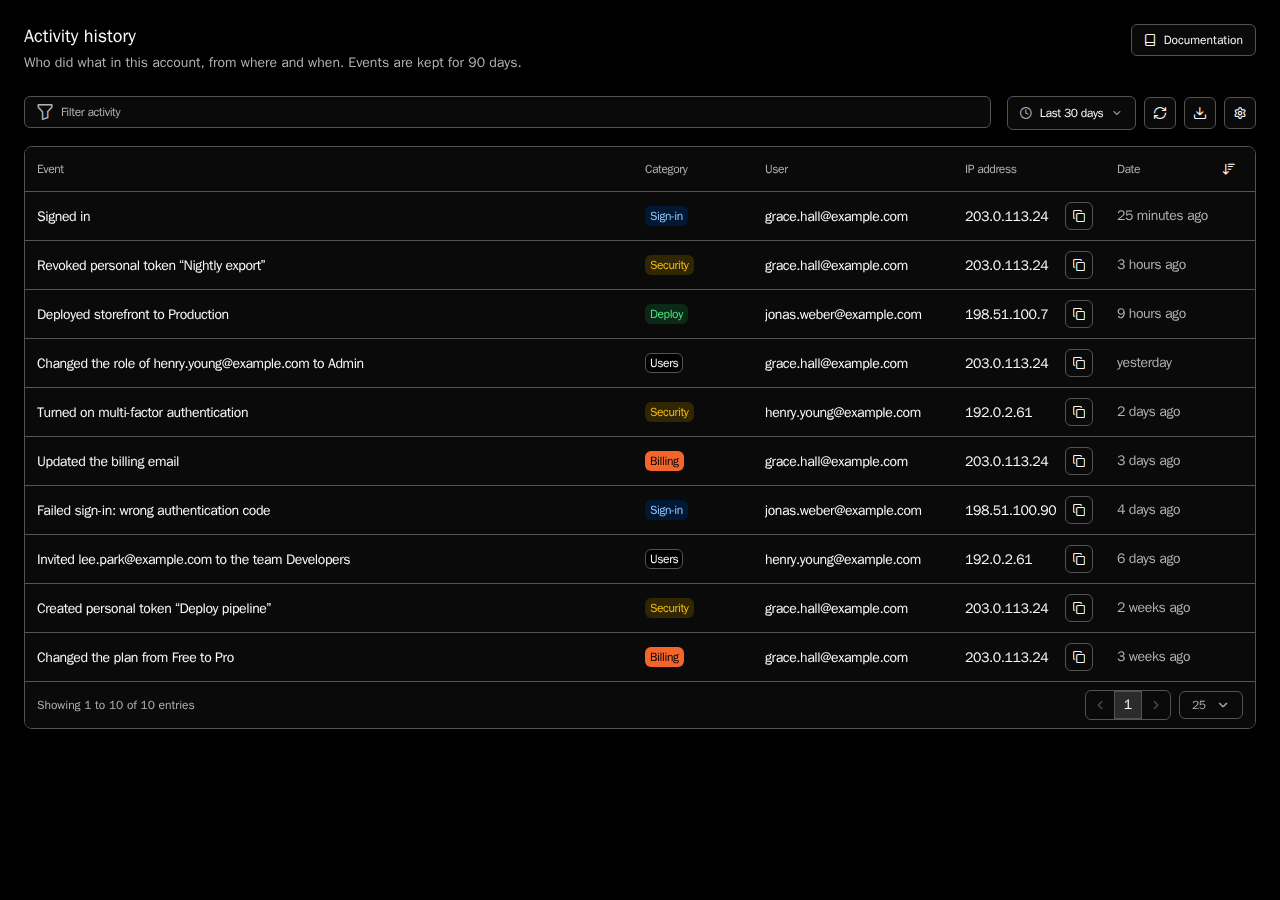 Activity history
Documentation
Who did what in this account, from where and when. Events are kept for 90 days.
Filter activity
Last 30 days
Event Category User IP address Date
Signed in Sign-in grace.hall@example.com 203.0.113.24 25 minutes ago
Revoked personal token “Nightly export” Security grace.hall@example.com 203.0.113.24 3 hours ago
Deployed storefront to Production Deploy jonas.weber@example.com 198.51.100.7 9 hours ago
Changed the role of henry.young@example.com to Admin Users grace.hall@example.com 203.0.113.24 yesterday
Turned on multi-factor authentication Security henry.young@example.com 192.0.2.61 2 days ago
Updated the billing email Billing grace.hall@example.com 203.0.113.24 3 days ago
Failed sign-in: wrong authentication code Sign-in jonas.weber@example.com 198.51.100.90 4 days ago
Invited lee.park@example.com to the team Developers Users henry.young@example.com 192.0.2.61 6 days ago
Created personal token “Deploy pipeline” Security grace.hall@example.com 203.0.113.24 2 weeks ago
Changed the plan from Free to Pro Billing grace.hall@example.com 203.0.113.24 3 weeks ago
Showing 1 to 10 of 10 entries 1 25